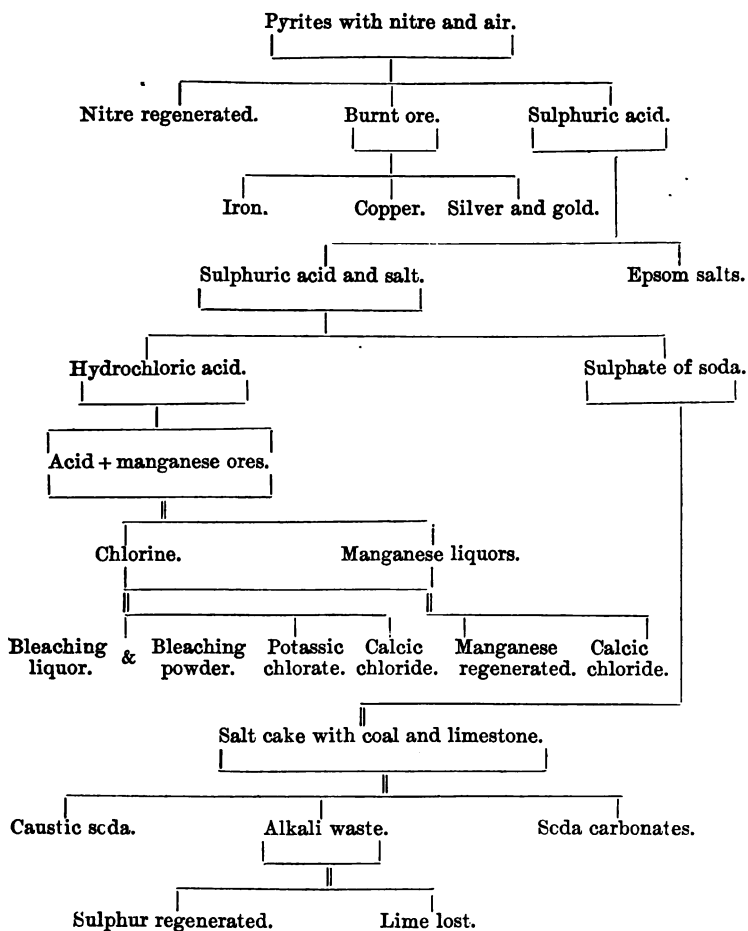 Pyrites with nitre and air.
Nitre regenerated. Burnt ore. Sulphuric acid.
Iron. Copper. Silver and gold.
Sulphuric acid and salt. Epsom salts.
Hydrochloric acid. Sulphate of soda.
Acid + manganese ores.
Chlorine. Manganese liquors.
Bleaching liquor. & Bleaching powder. Potassic chlorate. Calcic chloride. Manganese regenerated. Calcic chloride.
Salt cake with coal and limestone.
Caustic scda. Alkali waste. Scda carbonates.
Sulphur regenerated. Lime lost.